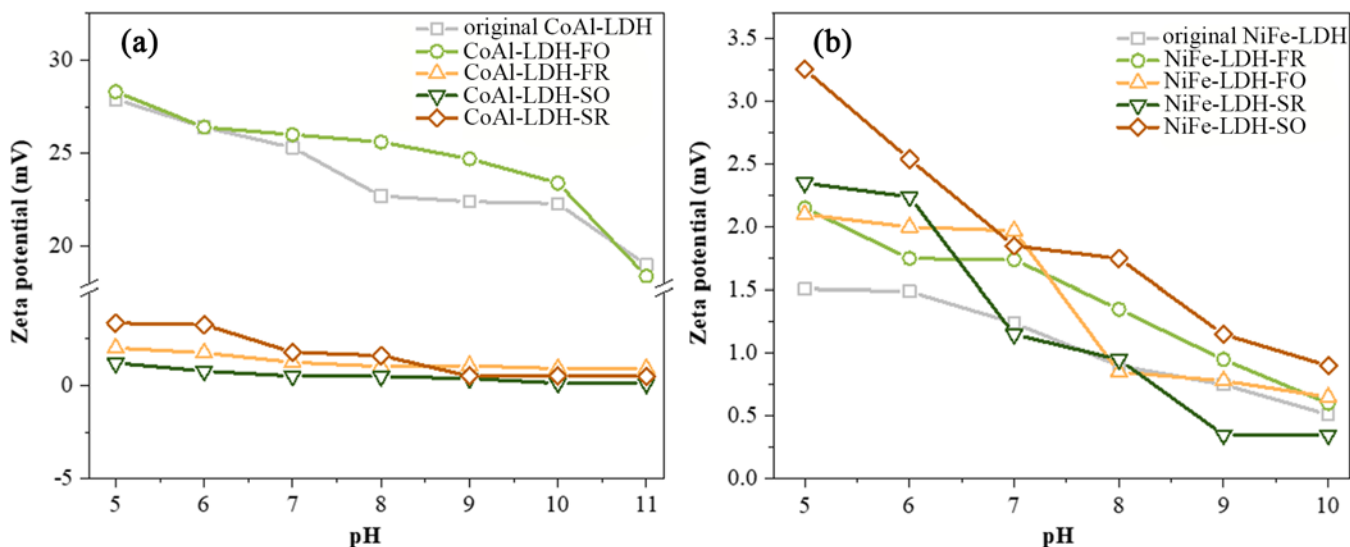 (a)
original CoAl-LDH
CoAl-LDH-FO
CoAl-LDH-FR
CoAl-LDH-SO
CoAl-LDH-SR
Zeta potential (mV)
30
25
20
0
-5
5 6 7 8 9 10 11
pH
(b)
original NiFe-LDH
NiFe-LDH-FR
NiFe-LDH-FO
NiFe-LDH-SR
NiFe-LDH-SO
Zeta potential (mV)
3.5
3.0
2.5
2.0
1.5
1.0
0.5
0.0
5 6 7 8 9 10
pH